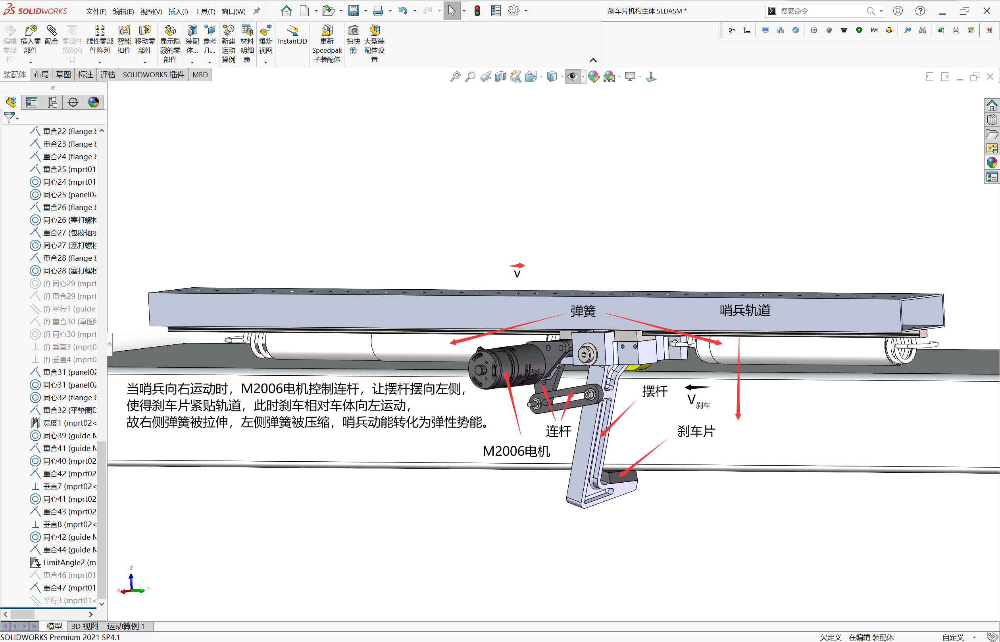 SOLIDWORKS
文件(F) 编辑(E) 视图(V) 插入(I) 工具(T) 窗口(W)
刹车片机构主体.SLDASM *
搜索命令
编辑零部件
插入零部件
配合
零部件预览窗口
线性零部件阵列
智能扣件
移动零部件
显示隐藏的零部件
装配体...
参考几...
新建运动算例
材料明细表
爆炸视图
Instant3D
更新 Speedpak 子装配体
拍快照
大型装配体设置
装配体 布局 草图 标注 评估 SOLIDWORKS 插件 MBD
重合22 (flange b
重合23 (flange b
重合24 (flange b
重合25 (mprt01
同心24 (mprt01
同心25 (panel02
重合26 (flange b
同心26 (塞打螺栓
重合27 (包胶轴承
同心27 (塞打螺栓
重合28 (flange b
同心28 (塞打螺栓
(f) 同心29 (mprt
(f) 重合29 (mprt
(f) 平行1 (guide
(f) 重合30 (草图
(f) 同心30 (mprt
(f) 垂直3 (mprt0
(f) 垂直4 (mprt0
重合31 (panel02
同心31 (panel02
同心32 (flange b
重合32 (平垫圈D
宽度1 (mprt02<
同心39 (guide M
重合41 (guide M
同心40 (mprt02
重合42 (mprt02
垂直7 (mprt02<
同心41 (mprt02
重合43 (mprt02
垂直8 (mprt02<
同心42 (guide M
重合44 (guide M
LimitAngle2 (m
重合46 (mprt01
重合47 (mprt01
平行3 (mprt01<
v
弹簧
哨兵轨道
当哨兵向右运动时，M2006电机控制连杆，让摆杆摆向左侧，
使得刹车片紧贴轨道，此时刹车相对车体向左运动，
故右侧弹簧被拉伸，左侧弹簧被压缩，哨兵动能转化为弹性势能。
摆杆
V刹车
连杆
刹车片
M2006电机
Z
X
Y
模型 3D 视图 运动算例 1
SOLIDWORKS Premium 2021 SP4.1
欠定义 在编辑 装配体 自定义